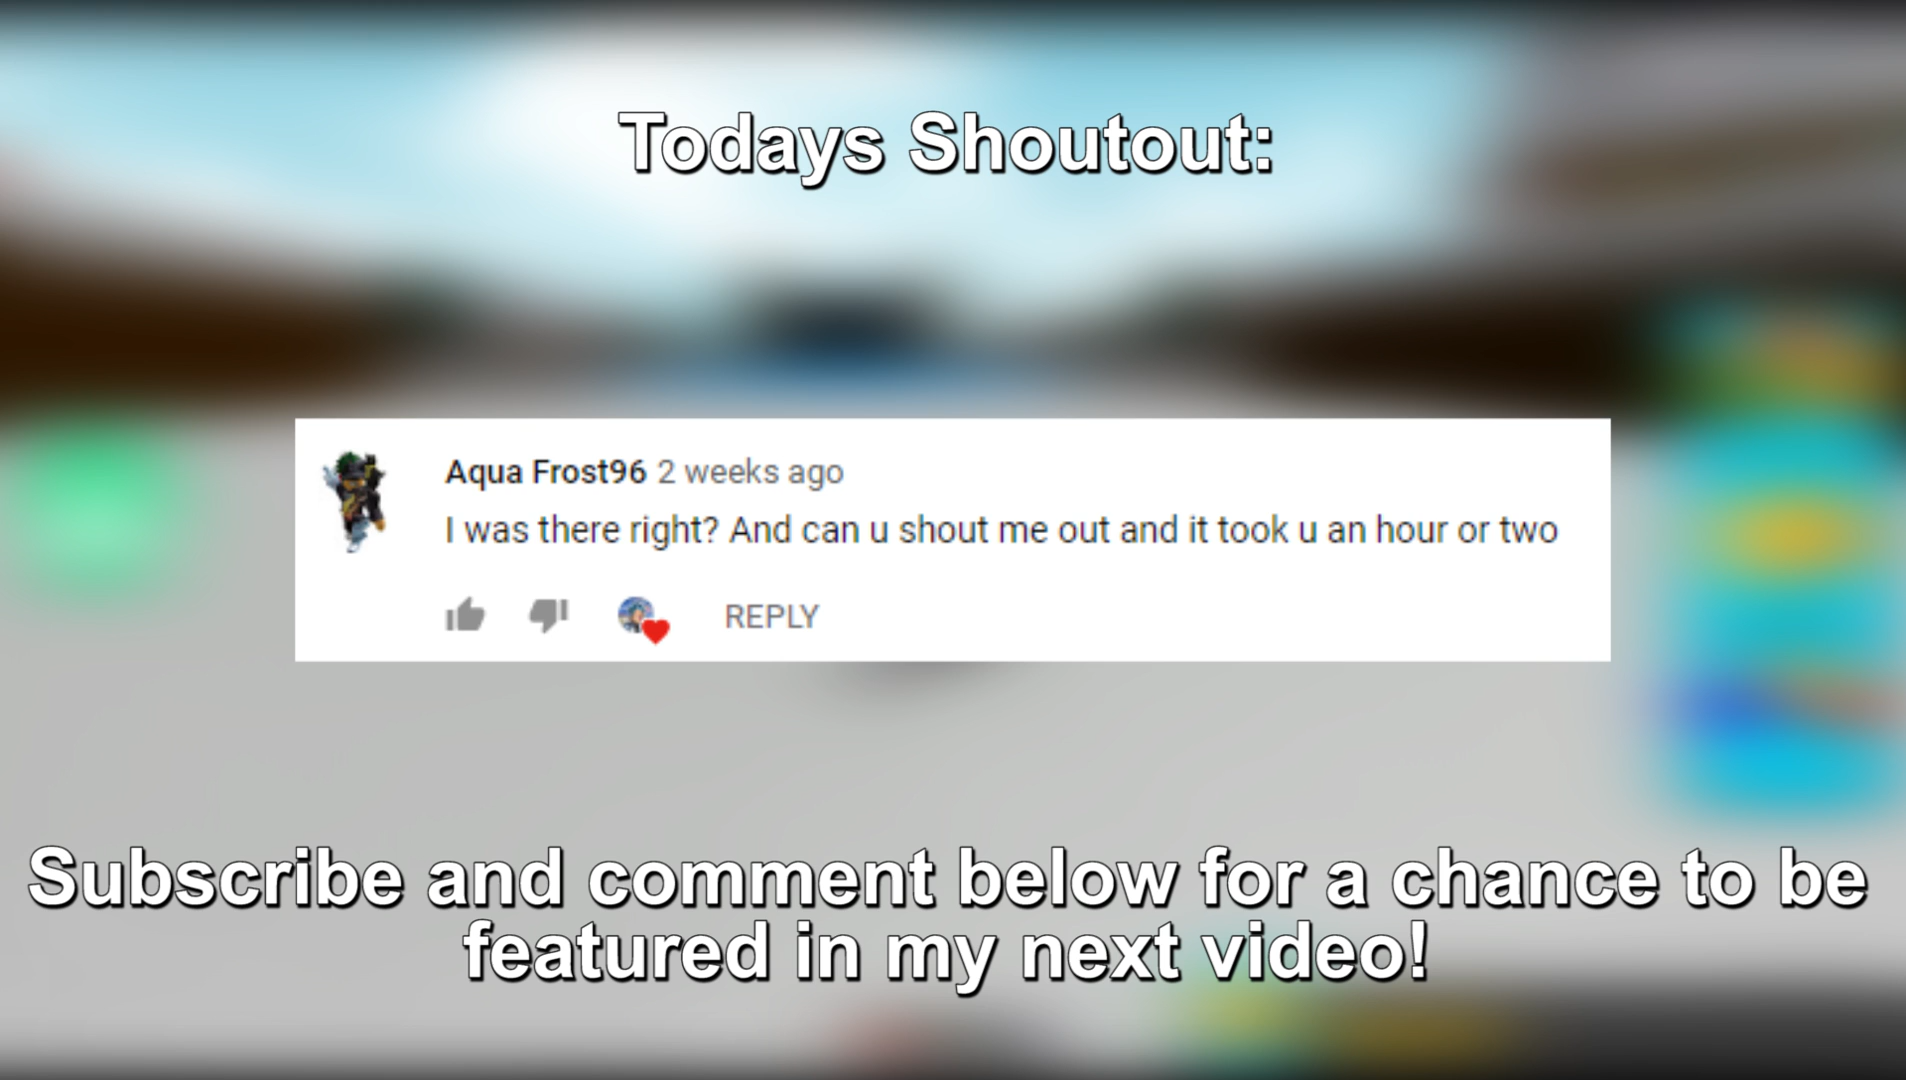 Todays Shoutout:
Aqua Frost96 2 weeks ago
I was there right? And can u shout me out and it took u an hour or two
REPLY
Subscribe and comment below for a chance to be
featured in my next video!